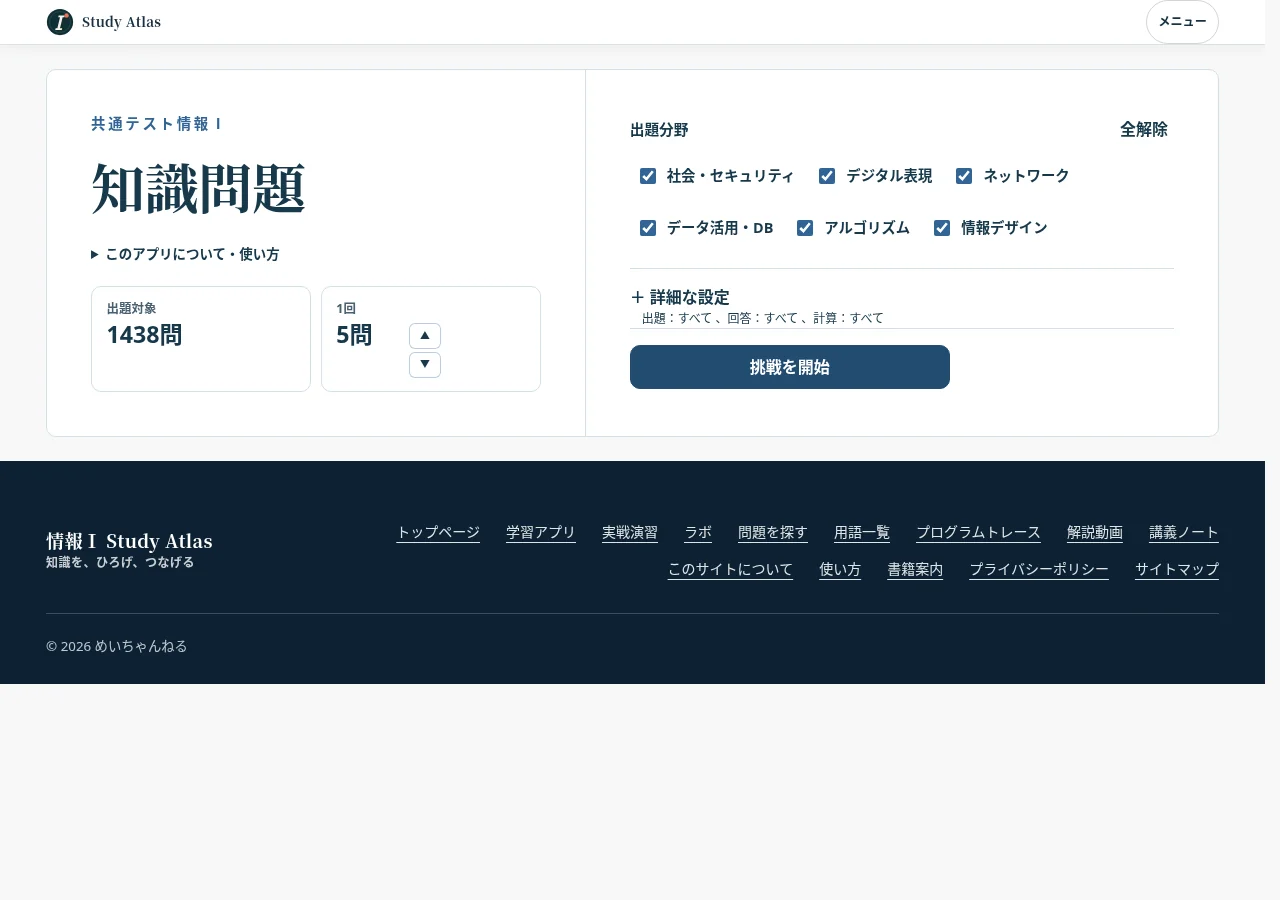 Study Atlas
メニュー
共通テスト情報Ⅰ
知識問題
▶ このアプリについて・使い方
出題対象
1438問
1回
5問
▲
▼
出題分野
全解除
社会・セキュリティ
デジタル表現
ネットワーク
データ活用・DB
アルゴリズム
情報デザイン
＋ 詳細な設定
出題：すべて 、回答：すべて 、計算：すべて
挑戦を開始
情報Ⅰ Study Atlas
知識を、ひろげ、つなげる
トップページ 学習アプリ 実戦演習 ラボ 問題を探す 用語一覧 プログラムトレース 解説動画 講義ノート
このサイトについて 使い方 書籍案内 プライバシーポリシー サイトマップ
© 2026 めいちゃんねる